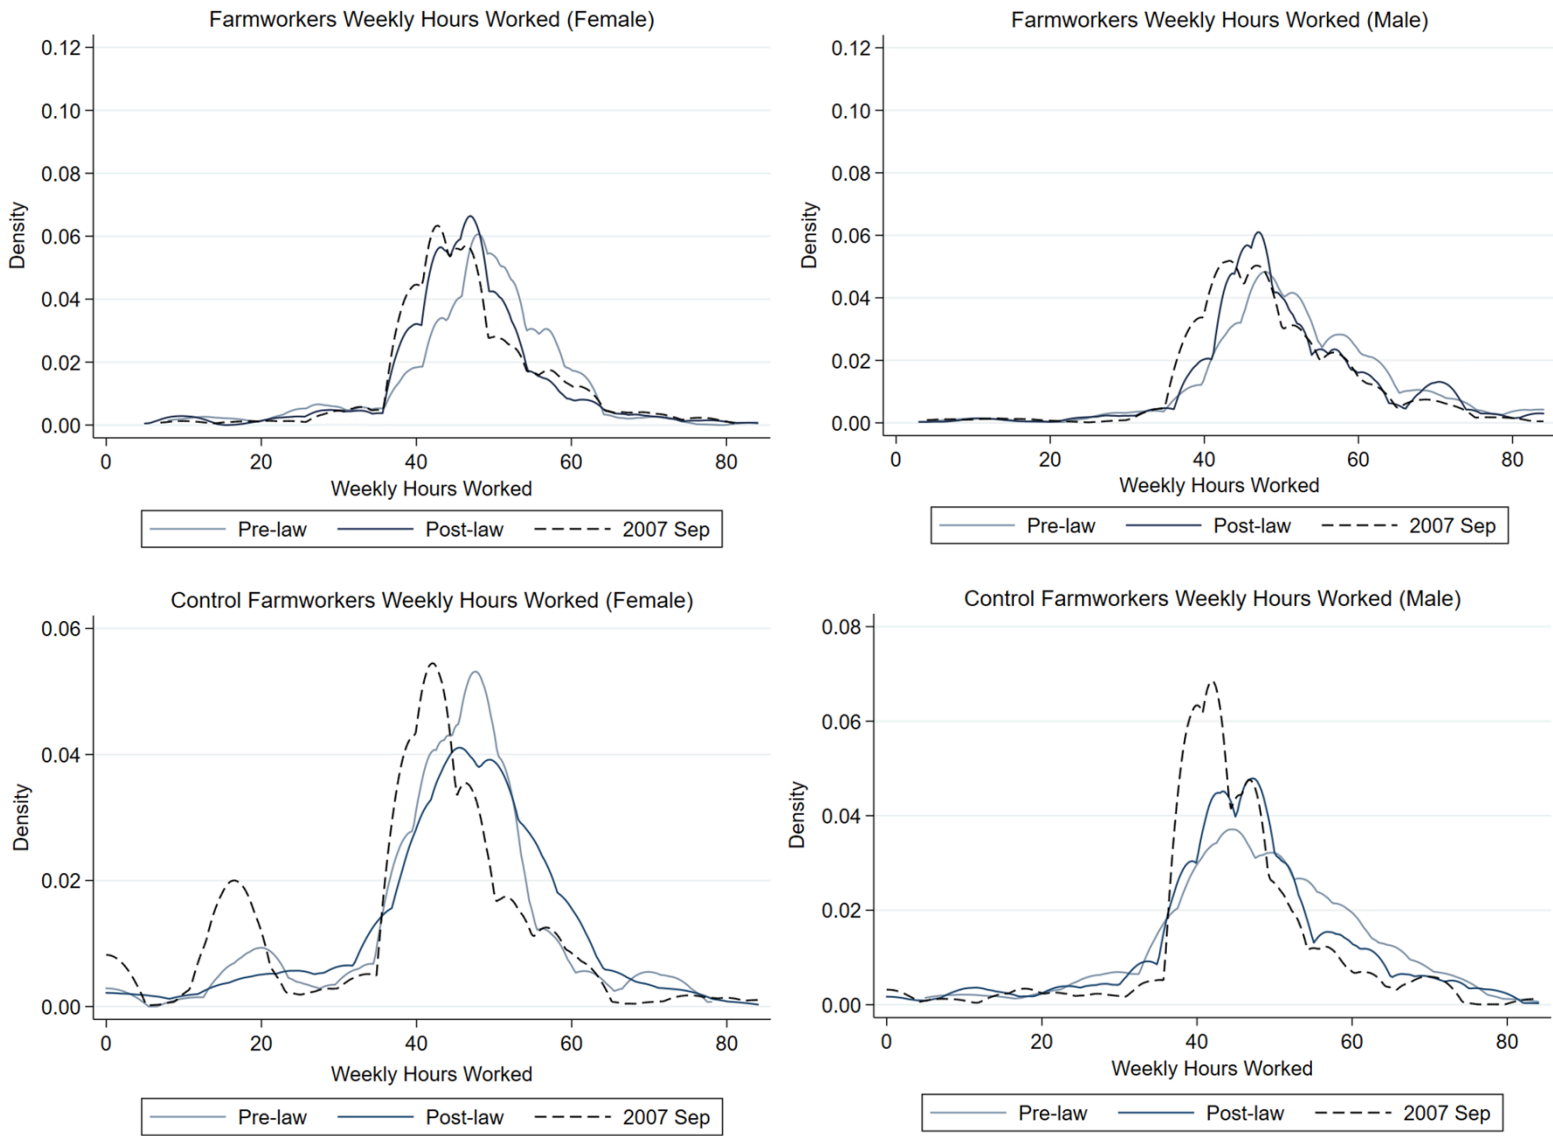 Farmworkers Weekly Hours Worked (Female)
0.12
0.10
0.08
0.06
0.04
0.02
0.00
Density
0 20 40 60 80
Weekly Hours Worked
Pre-law Post-law 2007 Sep
Farmworkers Weekly Hours Worked (Male)
0.12
0.10
0.08
0.06
0.04
0.02
0.00
Density
0 20 40 60 80
Weekly Hours Worked
Pre-law Post-law 2007 Sep
Control Farmworkers Weekly Hours Worked (Female)
0.06
0.04
0.02
0.00
Density
0 20 40 60 80
Weekly Hours Worked
Pre-law Post-law 2007 Sep
Control Farmworkers Weekly Hours Worked (Male)
0.08
0.06
0.04
0.02
0.00
Density
0 20 40 60 80
Weekly Hours Worked
Pre-law Post-law 2007 Sep